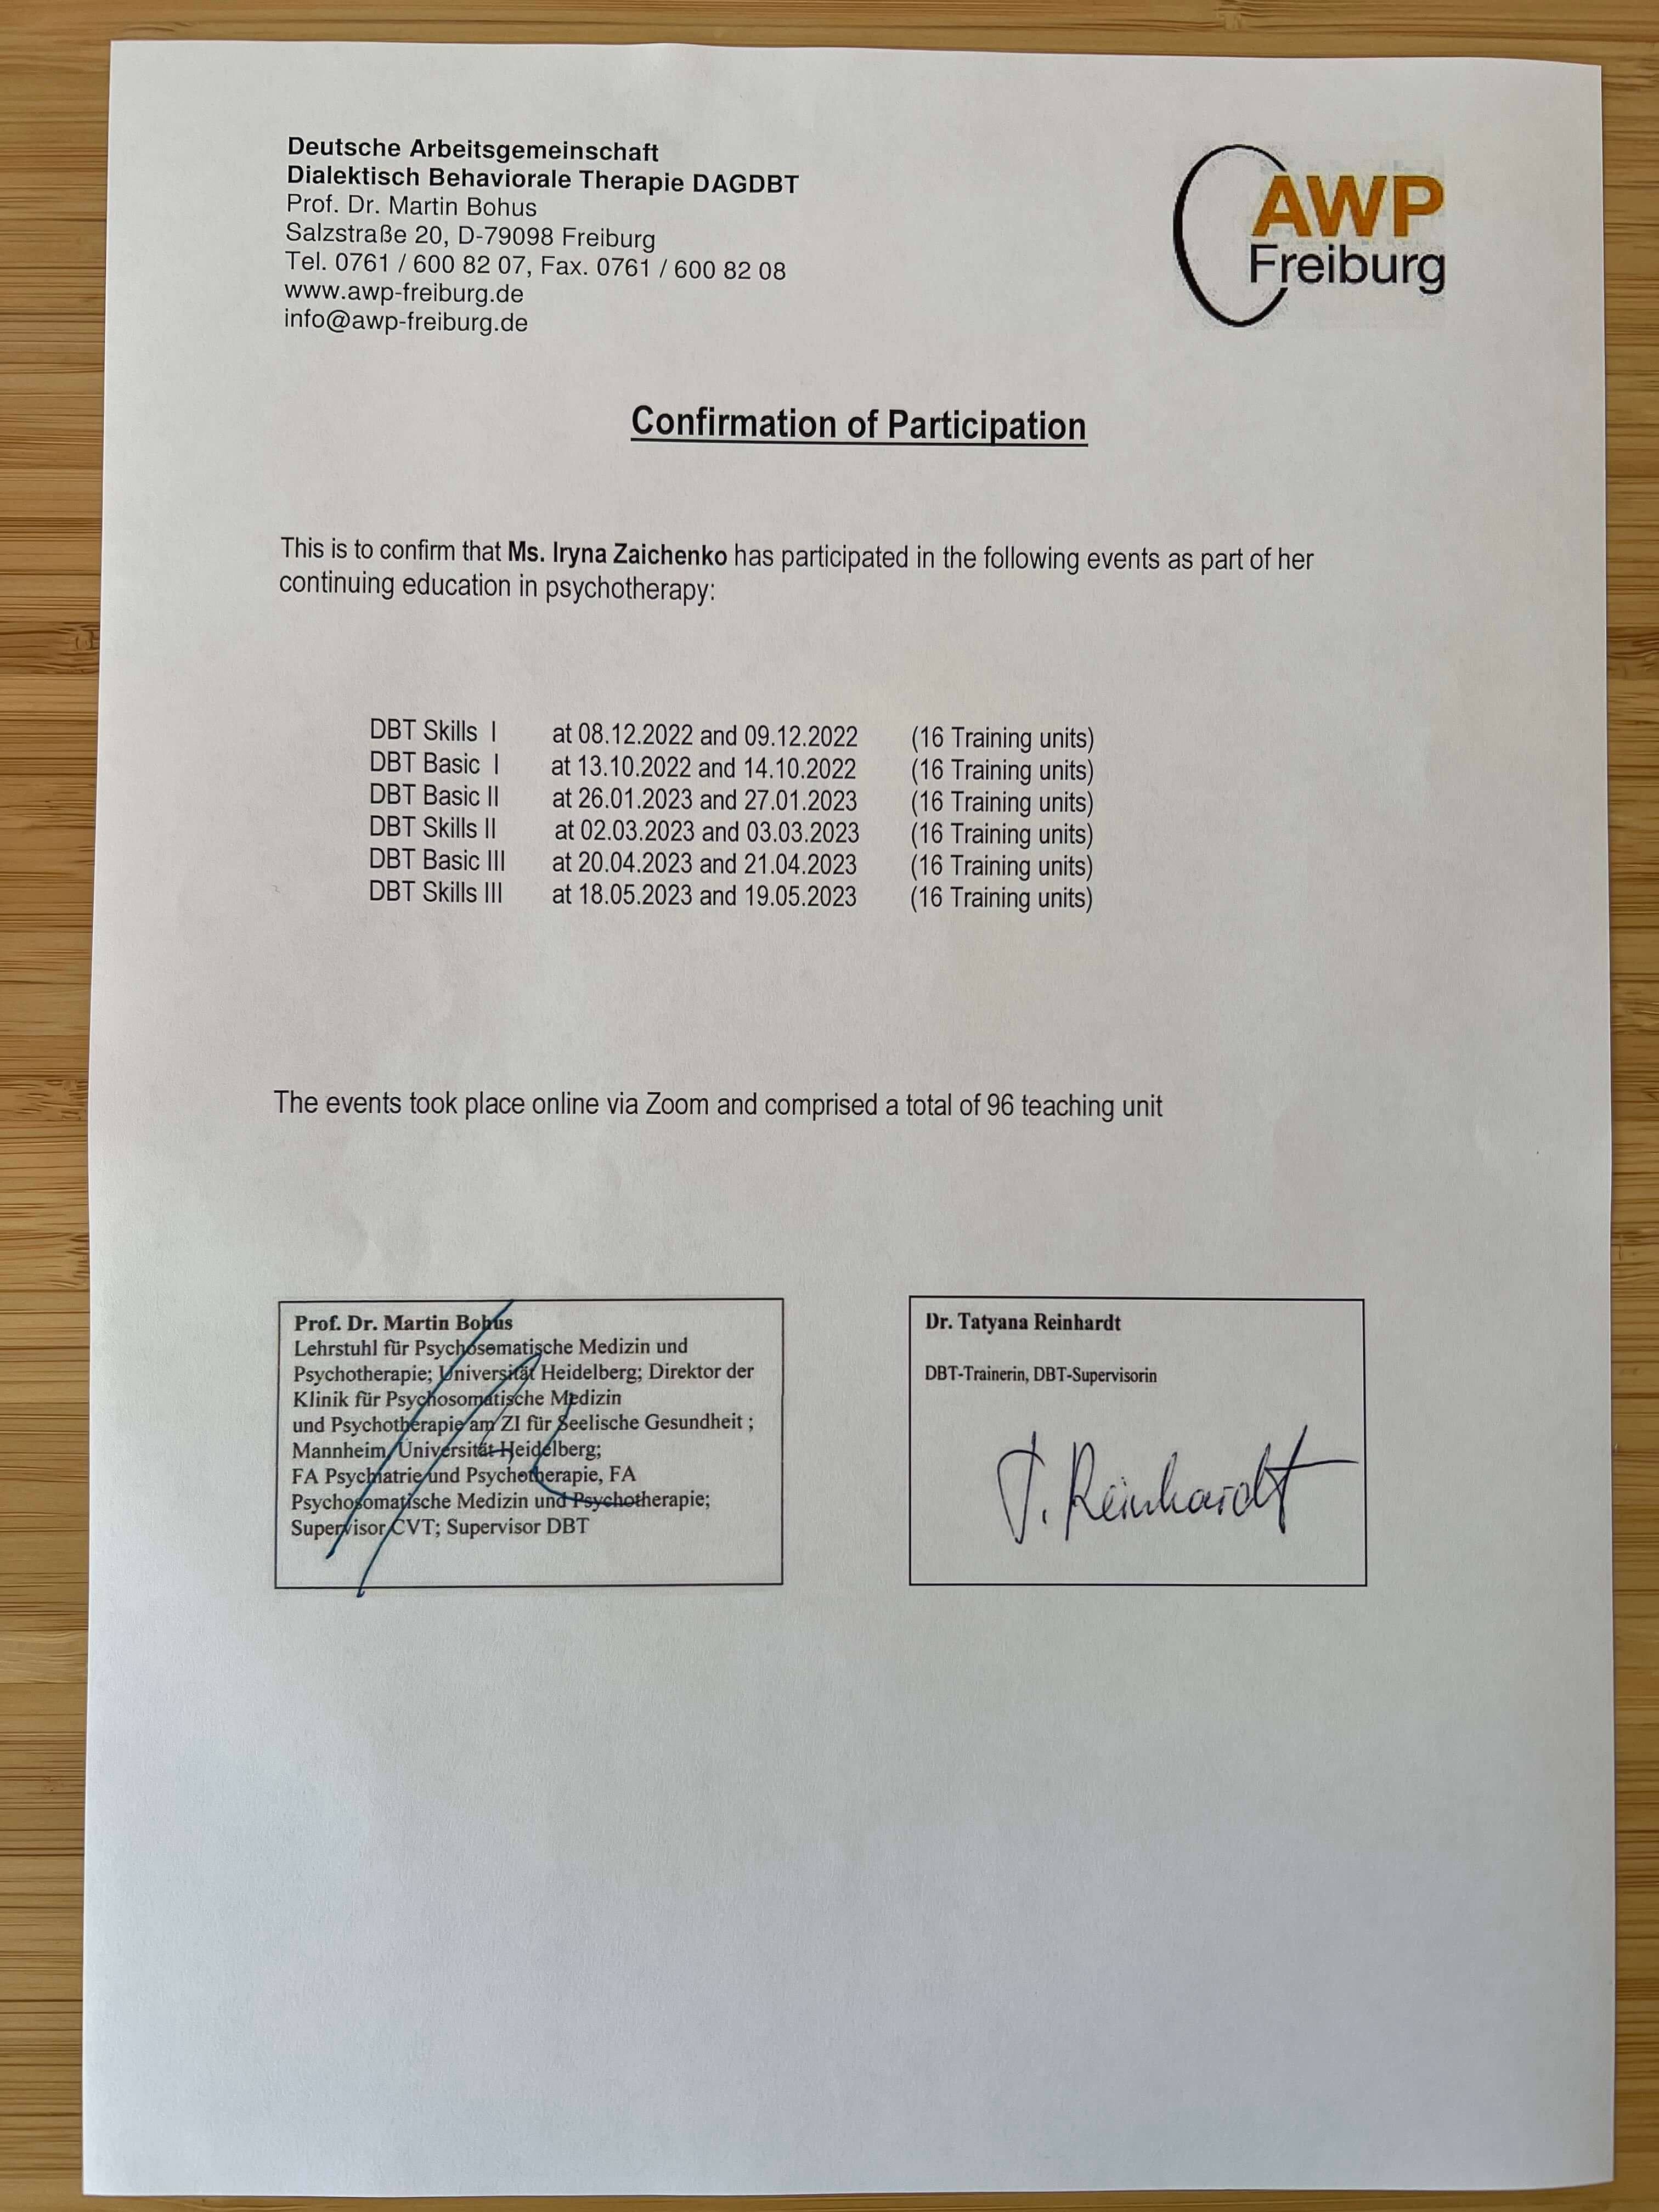 Deutsche Arbeitsgemeinschaft
Dialektisch Behaviorale Therapie DAGDBT
Prof. Dr. Martin Bohus
Salzstraße 20, D-79098 Freiburg
Tel. 0761 / 600 82 07, Fax. 0761 / 600 82 08
www.awp-freiburg.de
info@awp-freiburg.de
AWP
Freiburg
Confirmation of Participation
This is to confirm that Ms. Iryna Zaichenko has participated in the following events as part of her
continuing education in psychotherapy:
DBT Skills I at 08.12.2022 and 09.12.2022 (16 Training units)
DBT Basic I at 13.10.2022 and 14.10.2022 (16 Training units)
DBT Basic II at 26.01.2023 and 27.01.2023 (16 Training units)
DBT Skills II at 02.03.2023 and 03.03.2023 (16 Training units)
DBT Basic III at 20.04.2023 and 21.04.2023 (16 Training units)
DBT Skills III at 18.05.2023 and 19.05.2023 (16 Training units)
The events took place online via Zoom and comprised a total of 96 teaching unit
Prof. Dr. Martin Bohus
Lehrstuhl für Psychosomatische Medizin und
Psychotherapie; Universität Heidelberg; Direktor der
Klinik für Psychosomatische Medizin
und Psychotherapie am ZI für Seelische Gesundheit ;
Mannheim/Universität Heidelberg;
FA Psychiatrie und Psychotherapie, FA
Psychosomatische Medizin und Psychotherapie;
Supervisor CVT; Supervisor DBT
Dr. Tatyana Reinhardt
DBT-Trainerin, DBT-Supervisorin
T. Reinhardt